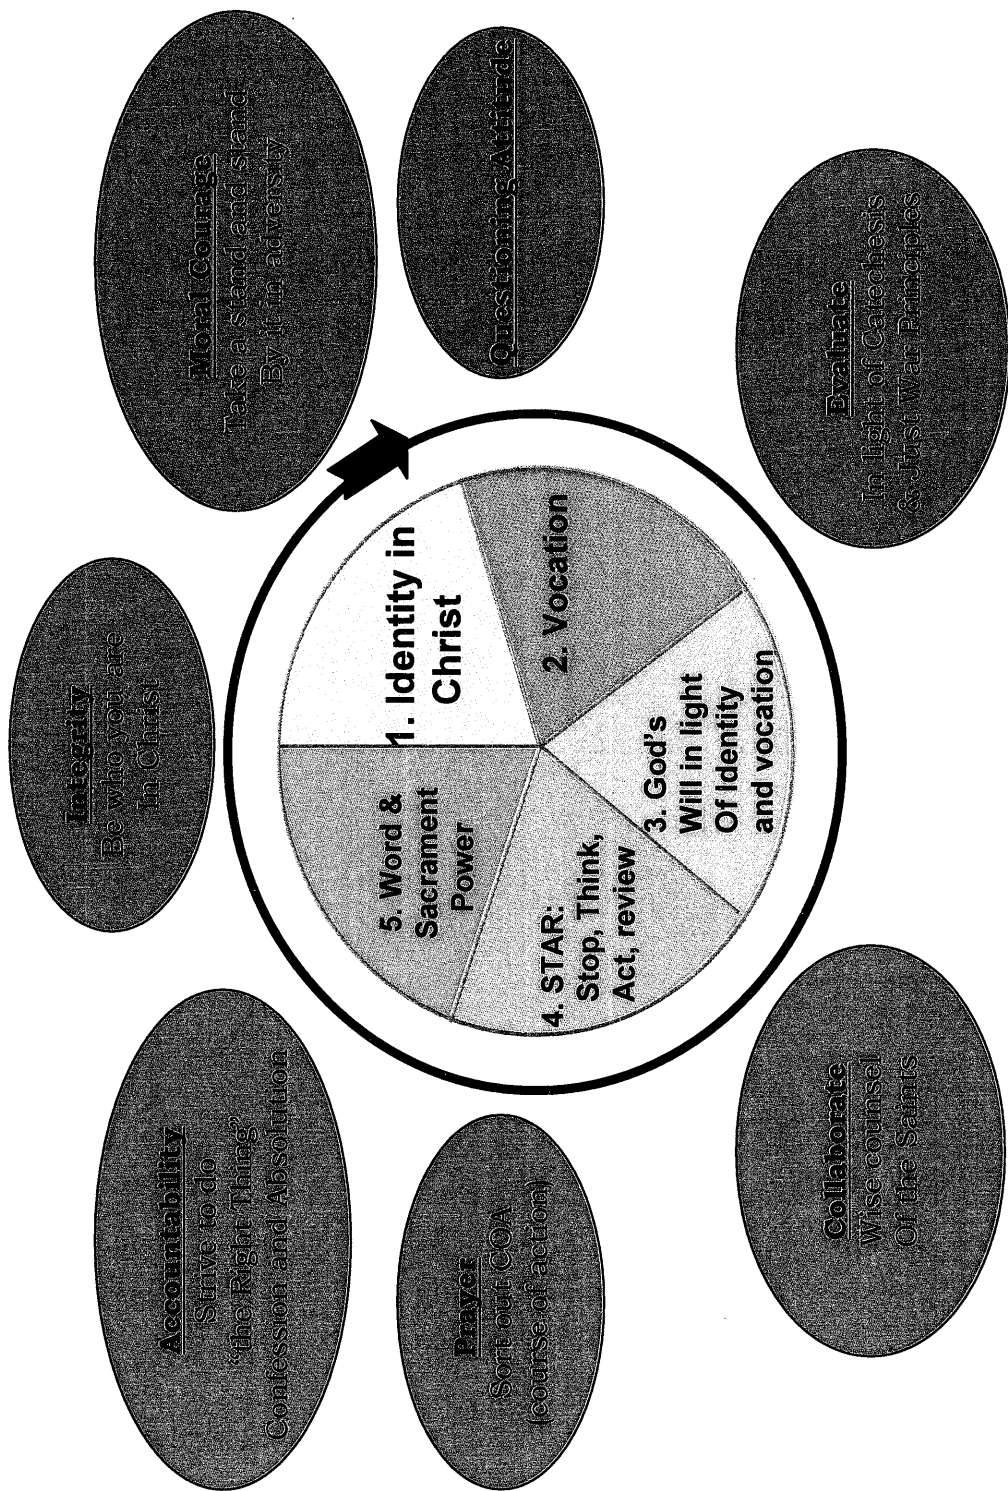 Integrity
Be who you are
In Christ
Accountability
Strive to do
"the Right Thing"
Confession and Absolution
Moral Courage
Take a stand and stand
By it in adversity
Prayer
Sort out COA
(course of action)
Questioning Attitude
Collaborate
Wise counsel
Of the Saints
Evaluate
In light of Catechesis
& Just War Principles
1. Identity in
Christ
2. Vocation
3. God's
Will in light
Of Identity
and vocation
4. STAR:
Stop, Think,
Act, review
5. Word &
Sacrament
Power